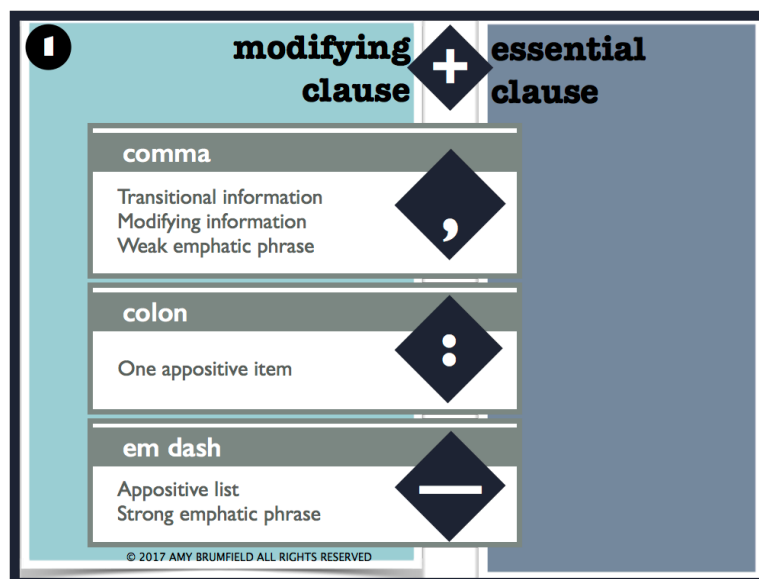 1
modifying
clause
+
essential
clause
comma
Transitional information
Modifying information
Weak emphatic phrase
,
colon
One appositive item
:
em dash
Appositive list
Strong emphatic phrase
—
© 2017 AMY BRUMFIELD ALL RIGHTS RESERVED